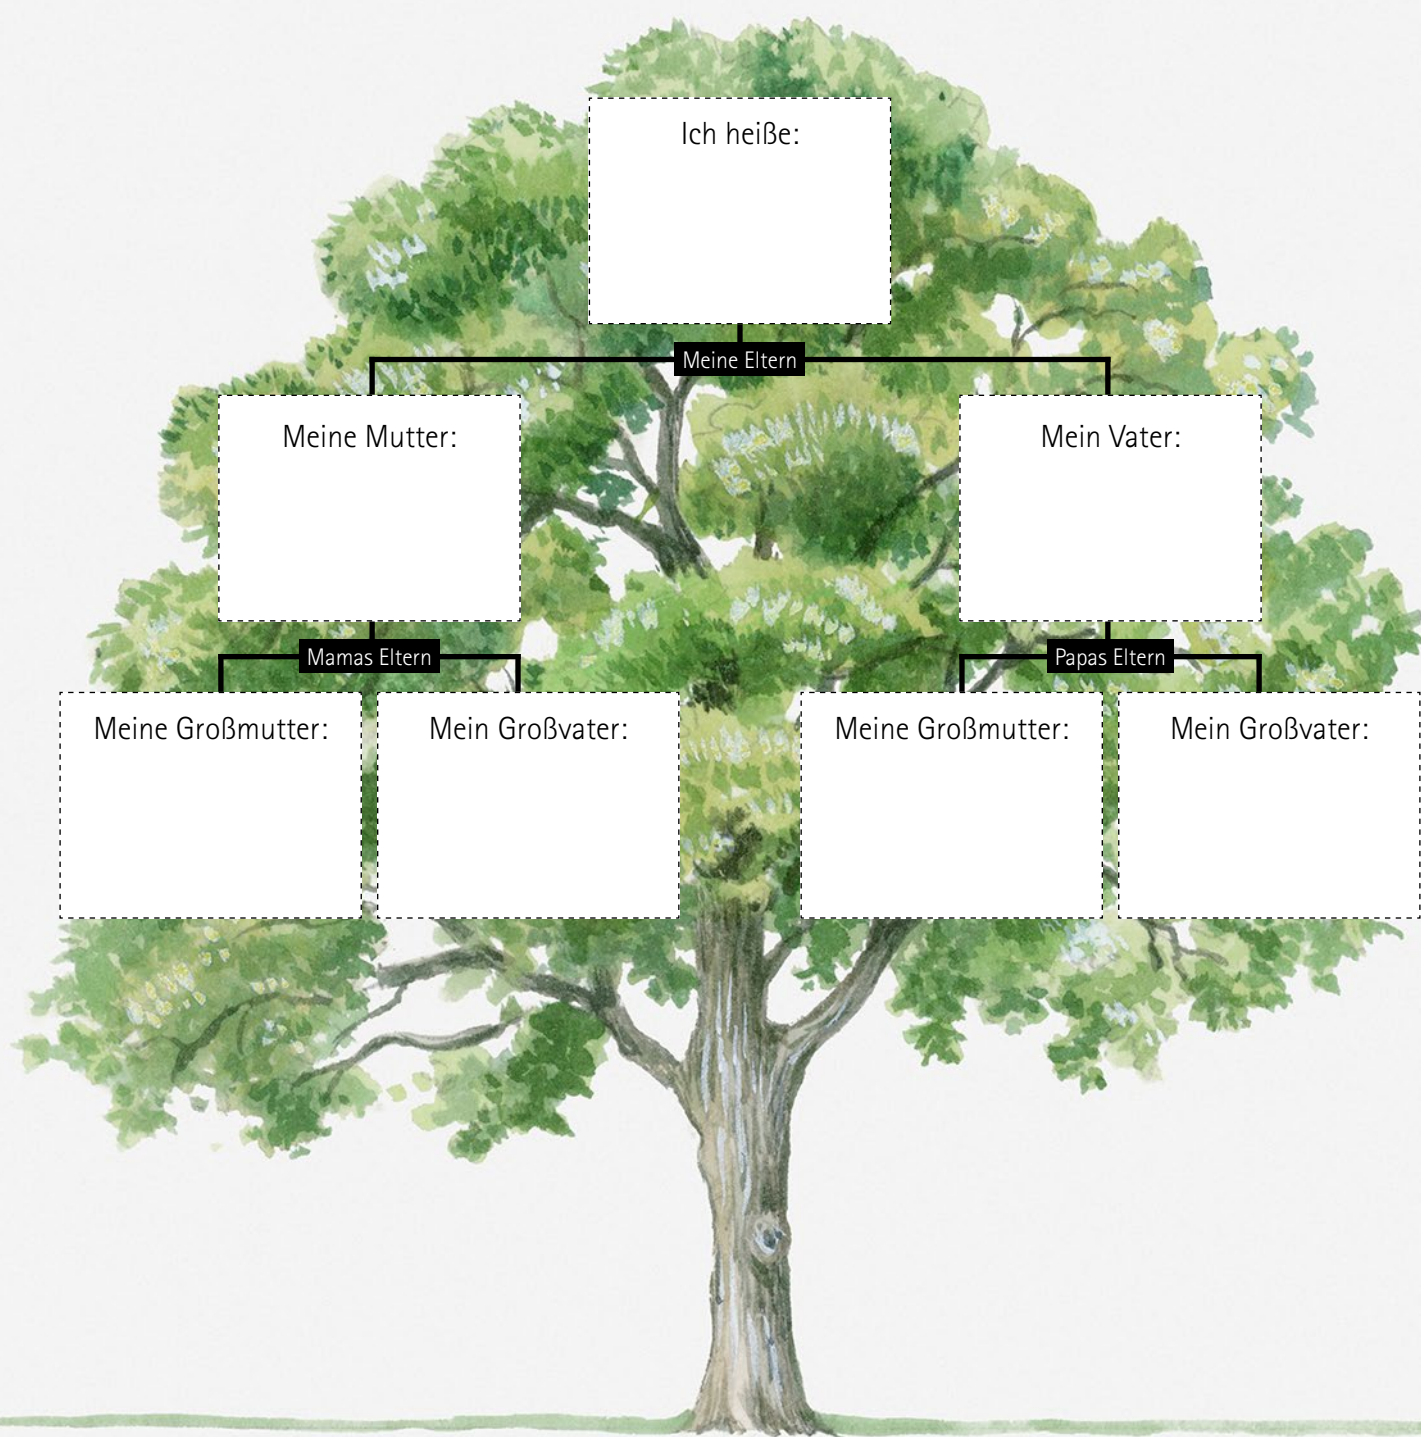 Ich heiße:
Meine Eltern
Meine Mutter:
Mein Vater:
Mamas Eltern
Papas Eltern
Meine Großmutter:
Mein Großvater:
Meine Großmutter:
Mein Großvater: